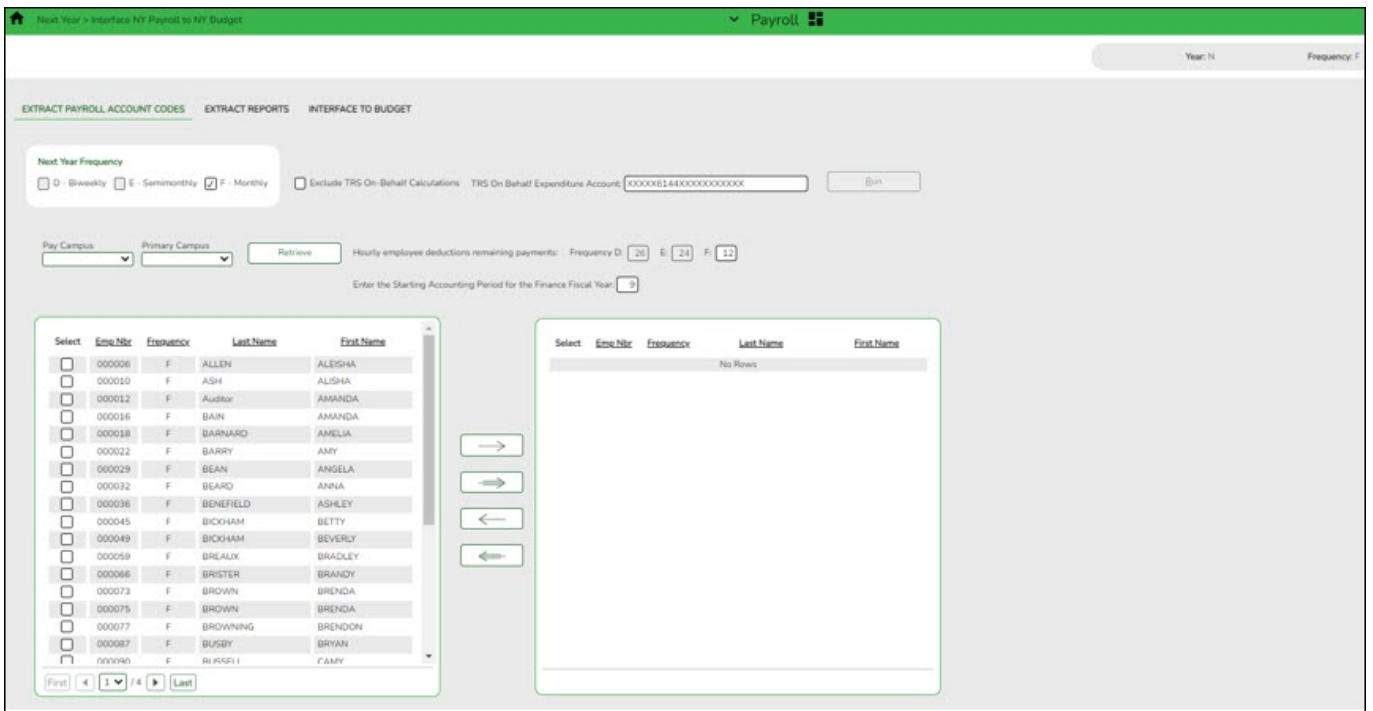 Next Year > Interface NY Payroll to NY Budget
Payroll
Year: N Frequency: F
EXTRACT PAYROLL ACCOUNT CODES EXTRACT REPORTS INTERFACE TO BUDGET
Next Year Frequency
D - Biweekly E - Semimonthly F - Monthly Exclude TRS On-Behalf Calculations TRS On Behalf Expenditure Account: XXXXX6144XXXXXXXXXXX Run
Pay Campus Primary Campus
Retrieve Hourly employee deductions remaining payments: Frequency D: 26 E: 24 F: 12
Enter the Starting Accounting Period for the Finance Fiscal Year: 9
Select Emp Nbr Frequency Last Name First Name
000006 F ALLEN ALEISHA
000010 F ASH ALISHA
000012 F Auditor AMANDA
000016 F BAIN AMANDA
000018 F BARNARD AMELIA
000022 F BARRY AMY
000029 F BEAN ANGELA
000032 F BEARD ANNA
000036 F BENEFIELD ASHLEY
000045 F BICKHAM BETTY
000049 F BICKHAM BEVERLY
000059 F BREAUX BRADLEY
000066 F BRISTER BRANDY
000073 F BROWN BRENDA
000075 F BROWN BRENDA
000077 F BROWNING BRENDON
000087 F BUSBY BRYAN
000090 F BUSSELL CAMY
First 1 / 4 Last
Select Emp Nbr Frequency Last Name First Name
No Rows